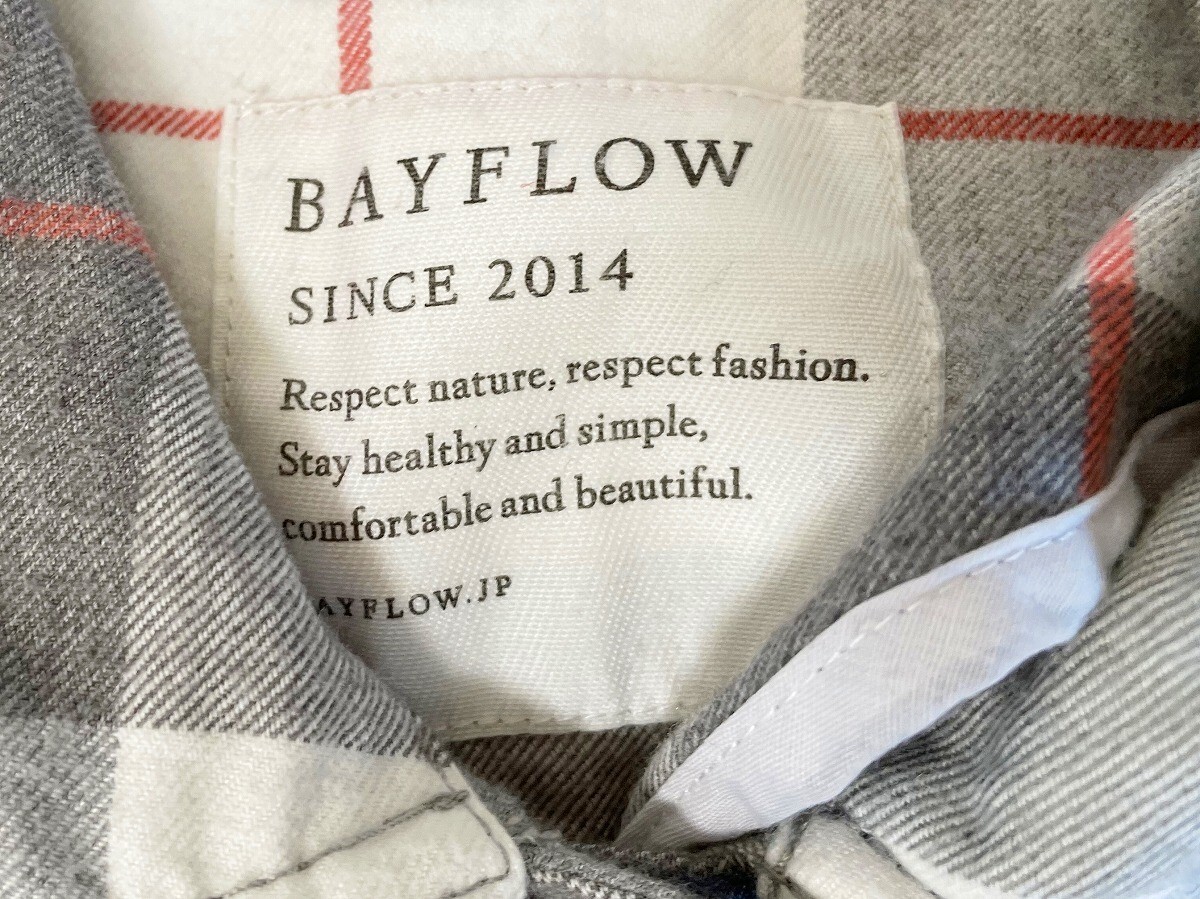 BAYFLOW
SINCE 2014
Respect nature, respect fashion.
Stay healthy and simple,
comfortable and beautiful.
AYFLOW.JP